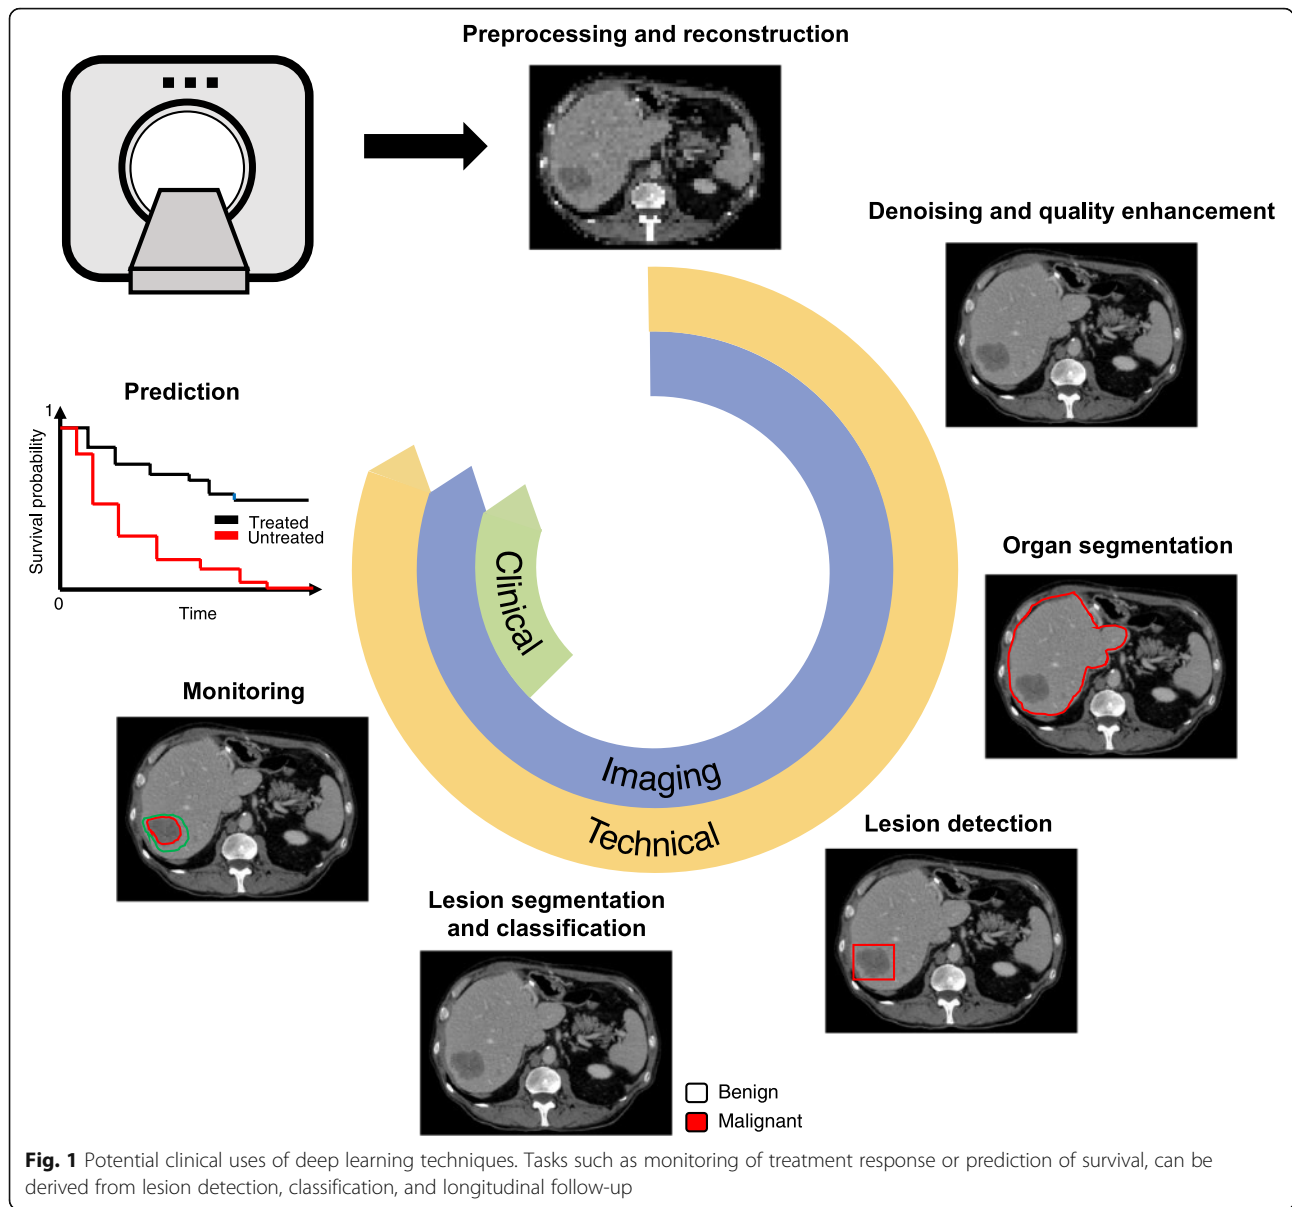 Preprocessing and reconstruction
Denoising and quality enhancement
Organ segmentation
Lesion detection
Lesion segmentation
and classification
Benign
Malignant
Monitoring
Prediction
1
Survival probability
Treated
Untreated
0
Time
Clinical
Imaging
Technical
Fig. 1 Potential clinical uses of deep learning techniques. Tasks such as monitoring of treatment response or prediction of survival, can be
derived from lesion detection, classification, and longitudinal follow-up